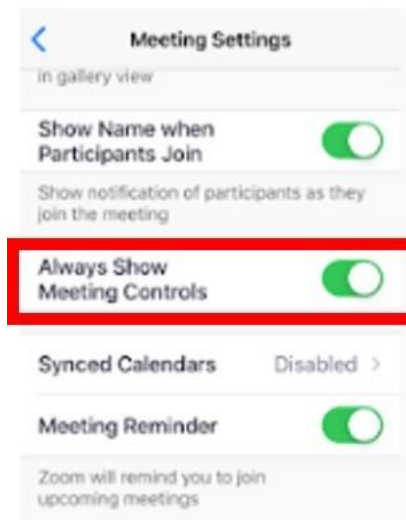 Meeting Settings
in gallery view
Show Name when
Participants Join
Show notification of participants as they
join the meeting
Always Show
Meeting Controls
Synced Calendars Disabled >
Meeting Reminder
Zoom will remind you to join
upcoming meetings